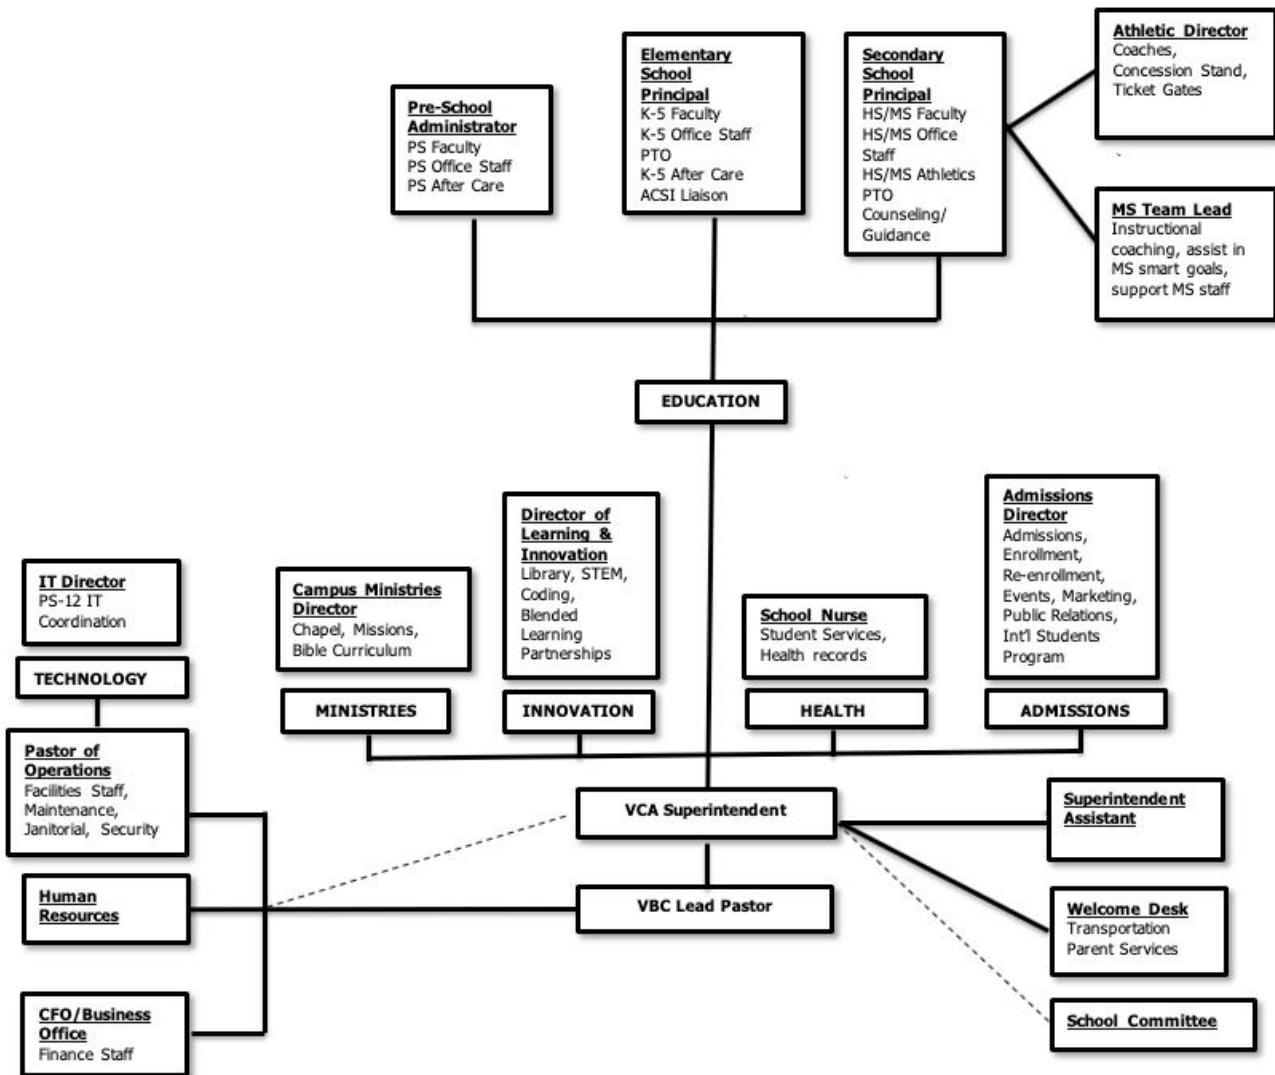 Pre-School
Administrator
PS Faculty
PS Office Staff
PS After Care
Elementary
School
Principal
K-5 Faculty
K-5 Office Staff
PTO
K-5 After Care
ACSI Liaison
Secondary
School
Principal
HS/MS Faculty
HS/MS Office
Staff
HS/MS Athletics
PTO
Counseling/
Guidance
Athletic Director
Coaches,
Concession Stand,
Ticket Gates
MS Team Lead
Instructional
coaching, assist in
MS smart goals,
support MS staff
EDUCATION
IT Director
PS-12 IT
Coordination
TECHNOLOGY
Campus Ministries
Director
Chapel, Missions,
Bible Curriculum
MINISTRIES
Director of
Learning &
Innovation
Library, STEM,
Coding,
Blended
Learning
Partnerships
INNOVATION
School Nurse
Student Services,
Health records
HEALTH
Admissions
Director
Admissions,
Enrollment,
Re-enrollment,
Events, Marketing,
Public Relations,
Int'l Students
Program
ADMISSIONS
Pastor of
Operations
Facilities Staff,
Maintenance,
Janitorial, Security
Human
Resources
CFO/Business
Office
Finance Staff
VCA Superintendent
VBC Lead Pastor
Superintendent
Assistant
Welcome Desk
Transportation
Parent Services
School Committee